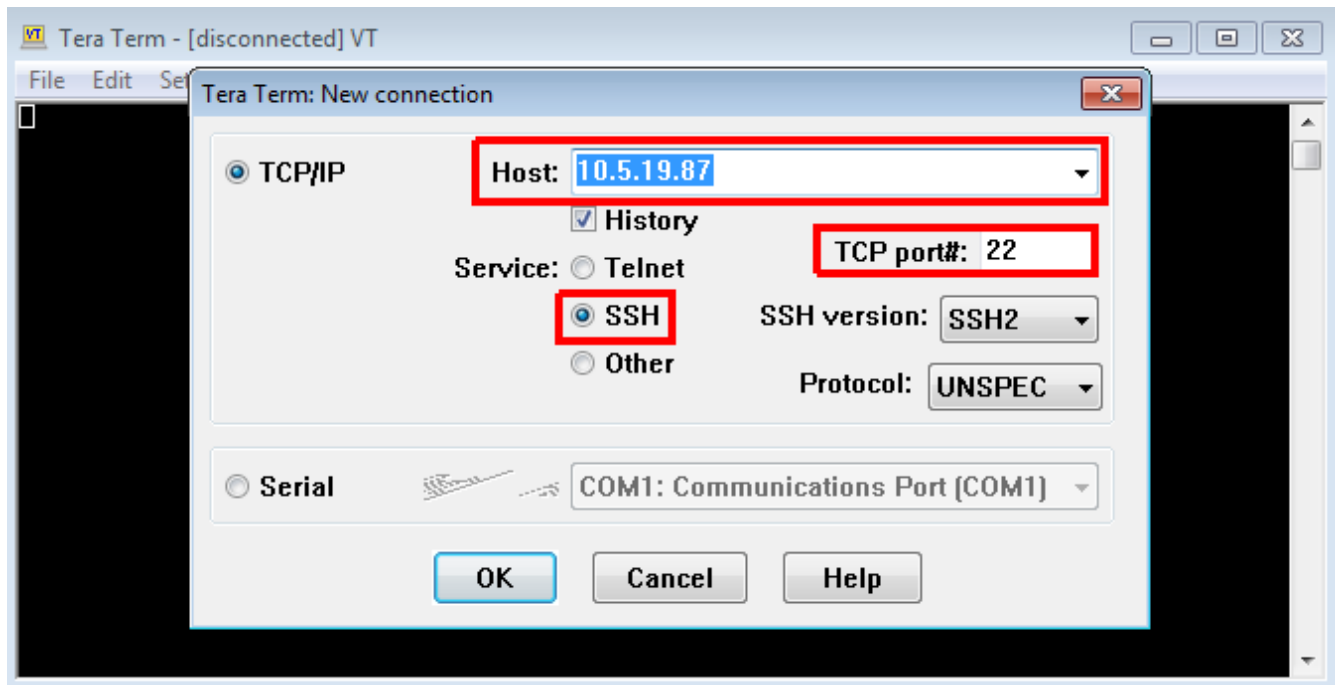 VT Tera Term - [disconnected] VT
File Edit Set
Tera Term: New connection
TCP/IP Host: 10.5.19.87
History
TCP port#: 22
Service: Telnet
SSH SSH version: SSH2
Other
Protocol: UNSPEC
Serial COM1: Communications Port (COM1)
OK Cancel Help